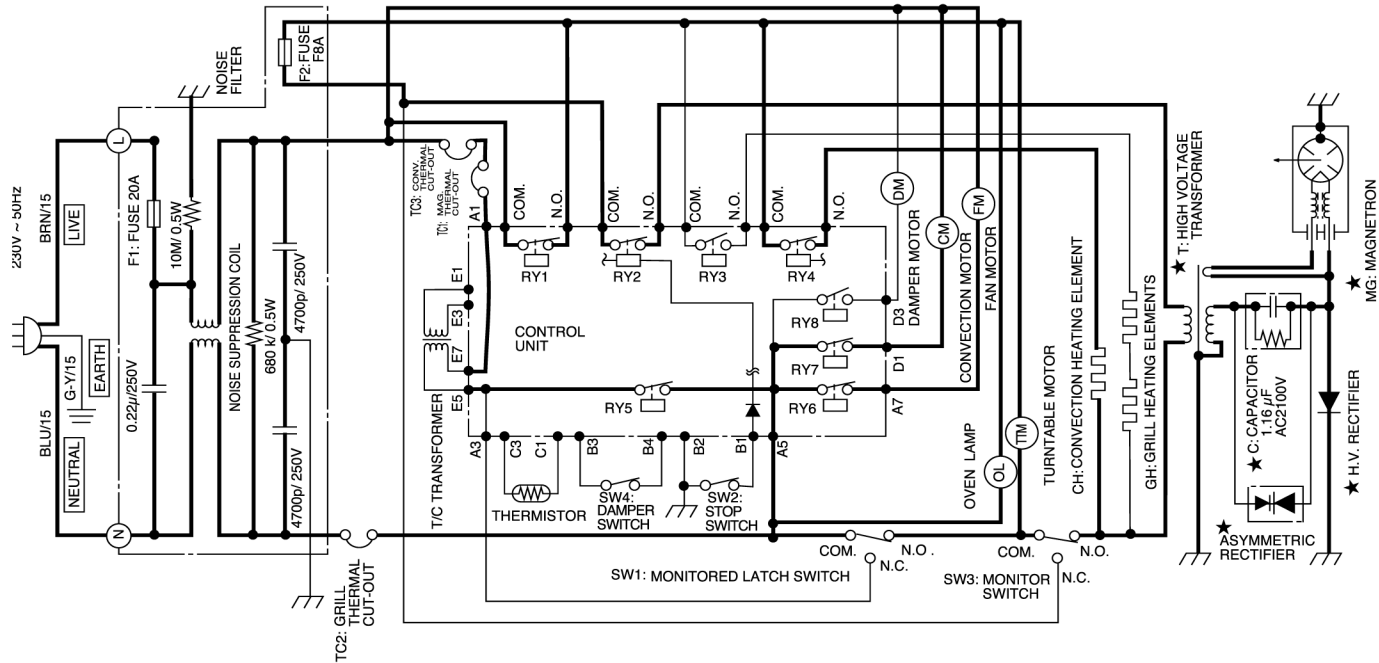 230V ~ 50Hz
BRN/15
LIVE
G-Y/15
EARTH
BLU/15
NEUTRAL
L
N
F1: FUSE 20A
10M/ 0.5W
0.22µ/250V
NOISE
FILTER
NOISE SUPPRESSION COIL
680 k/ 0.5W
4700p/ 250V
4700p/ 250V
F2: FUSE
F8A
TC2: GRILL
THERMAL
CUT-OUT
TC3: CONV.
THERMAL
CUT-OUT
TC1: MAG.
THERMAL
CUT-OUT
A1
COM.
N.O.
COM.
N.O.
COM.
N.O.
COM.
N.O.
RY1
RY2
RY3
RY4
E1
E3
E7
E5
T/C TRANSFORMER
CONTROL
UNIT
RY8
RY7
RY5
RY6
D3
D1
A7
A3
C3
C1
B3
B4
B2
B1
A5
THERMISTOR
SW4:
DAMPER
SWITCH
SW2:
STOP
SWITCH
DM
DAMPER MOTOR
CM
CONVECTION MOTOR
FM
FAN MOTOR
OVEN LAMP
OL
TURNTABLE MOTOR
TTM
CH: CONVECTION HEATING ELEMENT
GH: GRILL HEATING ELEMENTS
COM.
N.O .
N.C.
SW1: MONITORED LATCH SWITCH
COM.
N.O.
N.C.
SW3: MONITOR
SWITCH
★ T: HIGH VOLTAGE
TRANSFORMER
★ C: CAPACITOR
1.16 µF
AC2100V
★ ASYMMETRIC
RECTIFIER
★ H.V. RECTIFIER
★ MG: MAGNETRON